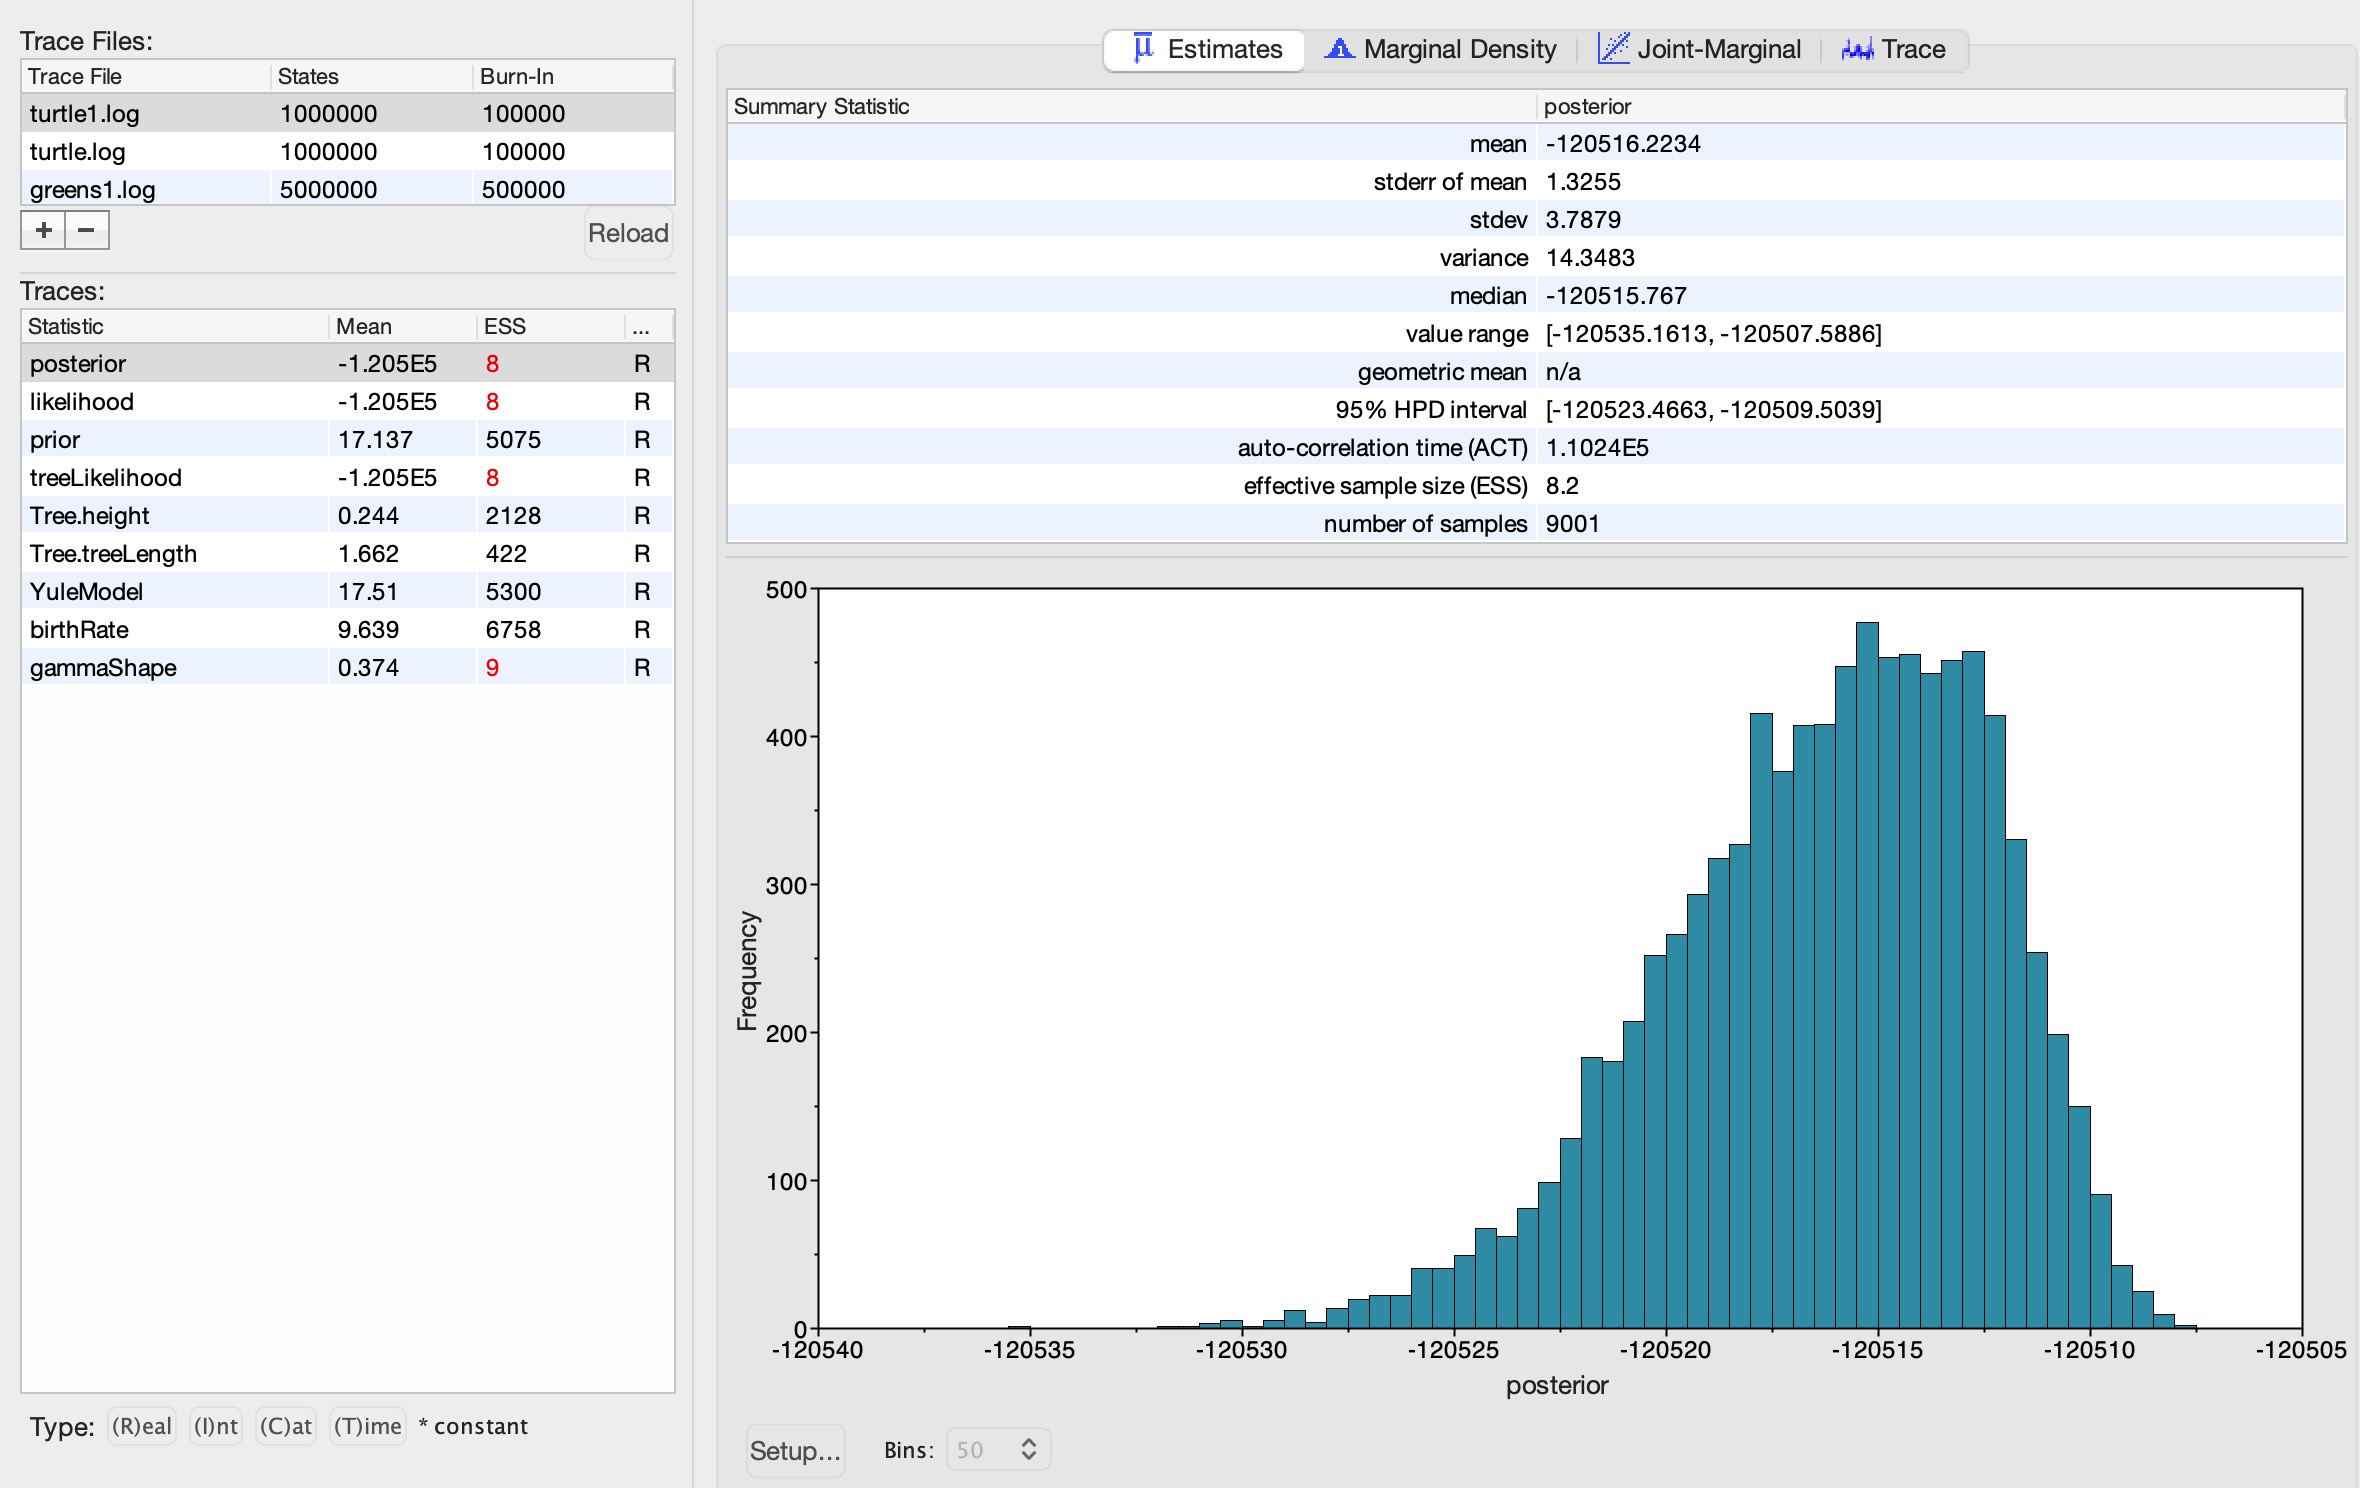 Trace Files:
Trace File States Burn-In
turtle1.log 1000000 100000
turtle.log 1000000 100000
greens1.log 5000000 500000
+ −
Reload
Traces:
Statistic Mean ESS ...
posterior -1.205E5 8 R
likelihood -1.205E5 8 R
prior 17.137 5075 R
treeLikelihood -1.205E5 8 R
Tree.height 0.244 2128 R
Tree.treeLength 1.662 422 R
YuleModel 17.51 5300 R
birthRate 9.639 6758 R
gammaShape 0.374 9 R
Type: (R)eal (I)nt (C)at (T)ime * constant
Estimates Marginal Density Joint-Marginal Trace
Summary Statistic posterior
mean -120516.2234
stderr of mean 1.3255
stdev 3.7879
variance 14.3483
median -120515.767
value range [-120535.1613, -120507.5886]
geometric mean n/a
95% HPD interval [-120523.4663, -120509.5039]
auto-correlation time (ACT) 1.1024E5
effective sample size (ESS) 8.2
number of samples 9001
500
400
300
200
100
0
Frequency
-120540 -120535 -120530 -120525 -120520 -120515 -120510 -120505
posterior
Setup... Bins: 50